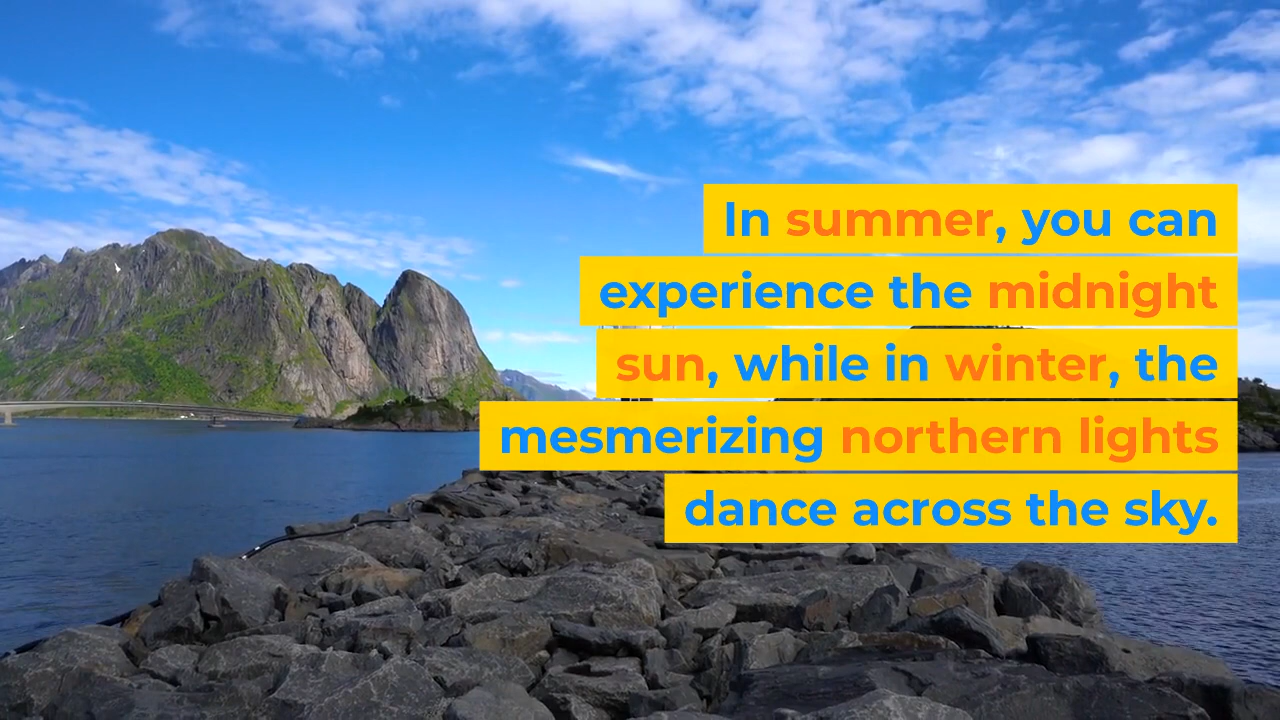 In summer, you can
experience the midnight
sun, while in winter, the
mesmerizing northern lights
dance across the sky.